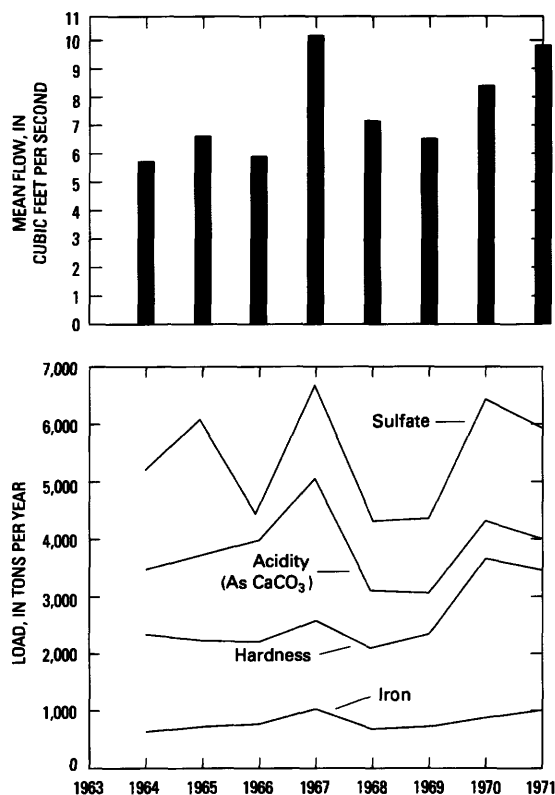 MEAN FLOW, IN
CUBIC FEET PER SECOND
11
10
9
8
7
6
5
4
3
2
1
0
LOAD, IN TONS PER YEAR
7,000
6,000
5,000
4,000
3,000
2,000
1,000
0
Sulfate
Acidity
(As CaCO₃)
Hardness
Iron
1963 1964 1965 1966 1967 1968 1969 1970 1971